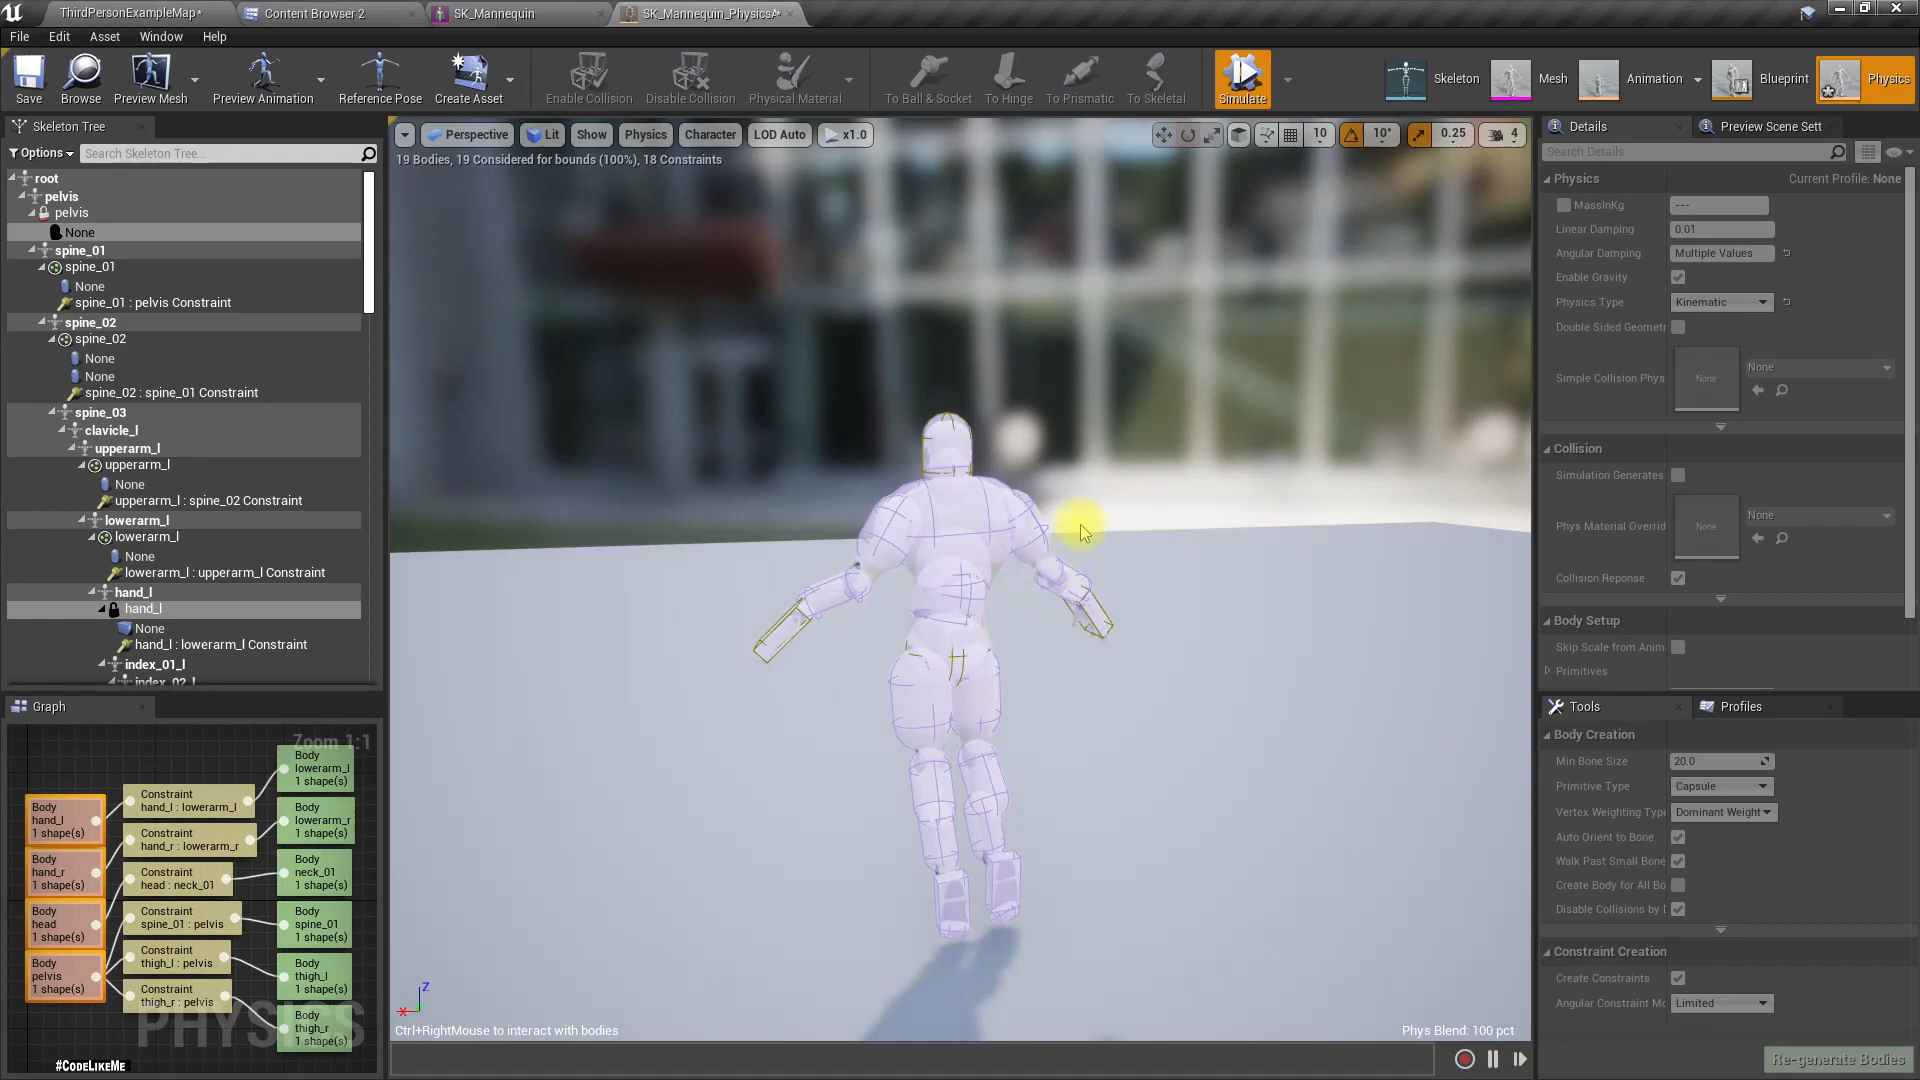 ThirdPersonExampleMap*
Content Browser 2
SK_Mannequin
SK_Mannequin_PhysicsA*
File
Edit
Asset
Window
Help
Save
Browse
Preview Mesh
Preview Animation
Reference Pose
Create Asset
Enable Collision
Disable Collision
Physical Material
To Ball & Socket
To Hinge
To Prismatic
To Skeletal
Simulate
Skeleton
Mesh
Animation
Blueprint
Physics
Skeleton Tree
Options
Search Skeleton Tree...
root
pelvis
pelvis
None
spine_01
spine_01
None
spine_01 : pelvis Constraint
spine_02
spine_02
None
None
spine_02 : spine_01 Constraint
spine_03
clavicle_l
upperarm_l
upperarm_l
None
upperarm_l : spine_02 Constraint
lowerarm_l
lowerarm_l
None
lowerarm_l : upperarm_l Constraint
hand_l
hand_l
None
hand_l : lowerarm_l Constraint
index_01_l
index_02_l
Perspective
Lit
Show
Physics
Character
LOD Auto
x1.0
10
10°
0.25
4
19 Bodies, 19 Considered for bounds (100%), 18 Constraints
Z
X
Ctrl+RightMouse to interact with bodies
Phys Blend: 100 pct
Graph
Zoom 1:1
Body
hand_l
1 shape(s)
Body
hand_r
1 shape(s)
Body
head
1 shape(s)
Body
pelvis
1 shape(s)
Constraint
hand_l : lowerarm_l
Constraint
hand_r : lowerarm_r
Constraint
head : neck_01
Constraint
spine_01 : pelvis
Constraint
thigh_l : pelvis
Constraint
thigh_r : pelvis
Body
lowerarm_l
1 shape(s)
Body
lowerarm_r
1 shape(s)
Body
neck_01
1 shape(s)
Body
spine_01
1 shape(s)
Body
thigh_l
1 shape(s)
Body
thigh_r
1 shape(s)
PHYSICS
#CODELIKEME
Details
Preview Scene Sett
Search Details
Physics
Current Profile: None
MassInKg
---
Linear Damping
0.01
Angular Damping
Multiple Values
Enable Gravity
Physics Type
Kinematic
Double Sided Geometr
Simple Collision Phys
None
None
Collision
Simulation Generates
Phys Material Overrid
None
None
Collision Reponse
Body Setup
Skip Scale from Anim
Primitives
Tools
Profiles
Body Creation
Min Bone Size
20.0
Primitive Type
Capsule
Vertex Weighting Type
Dominant Weight
Auto Orient to Bone
Walk Past Small Bone
Create Body for All Bo
Disable Collisions by D
Constraint Creation
Create Constraints
Angular Constraint Mo
Limited
Re-generate Bodies